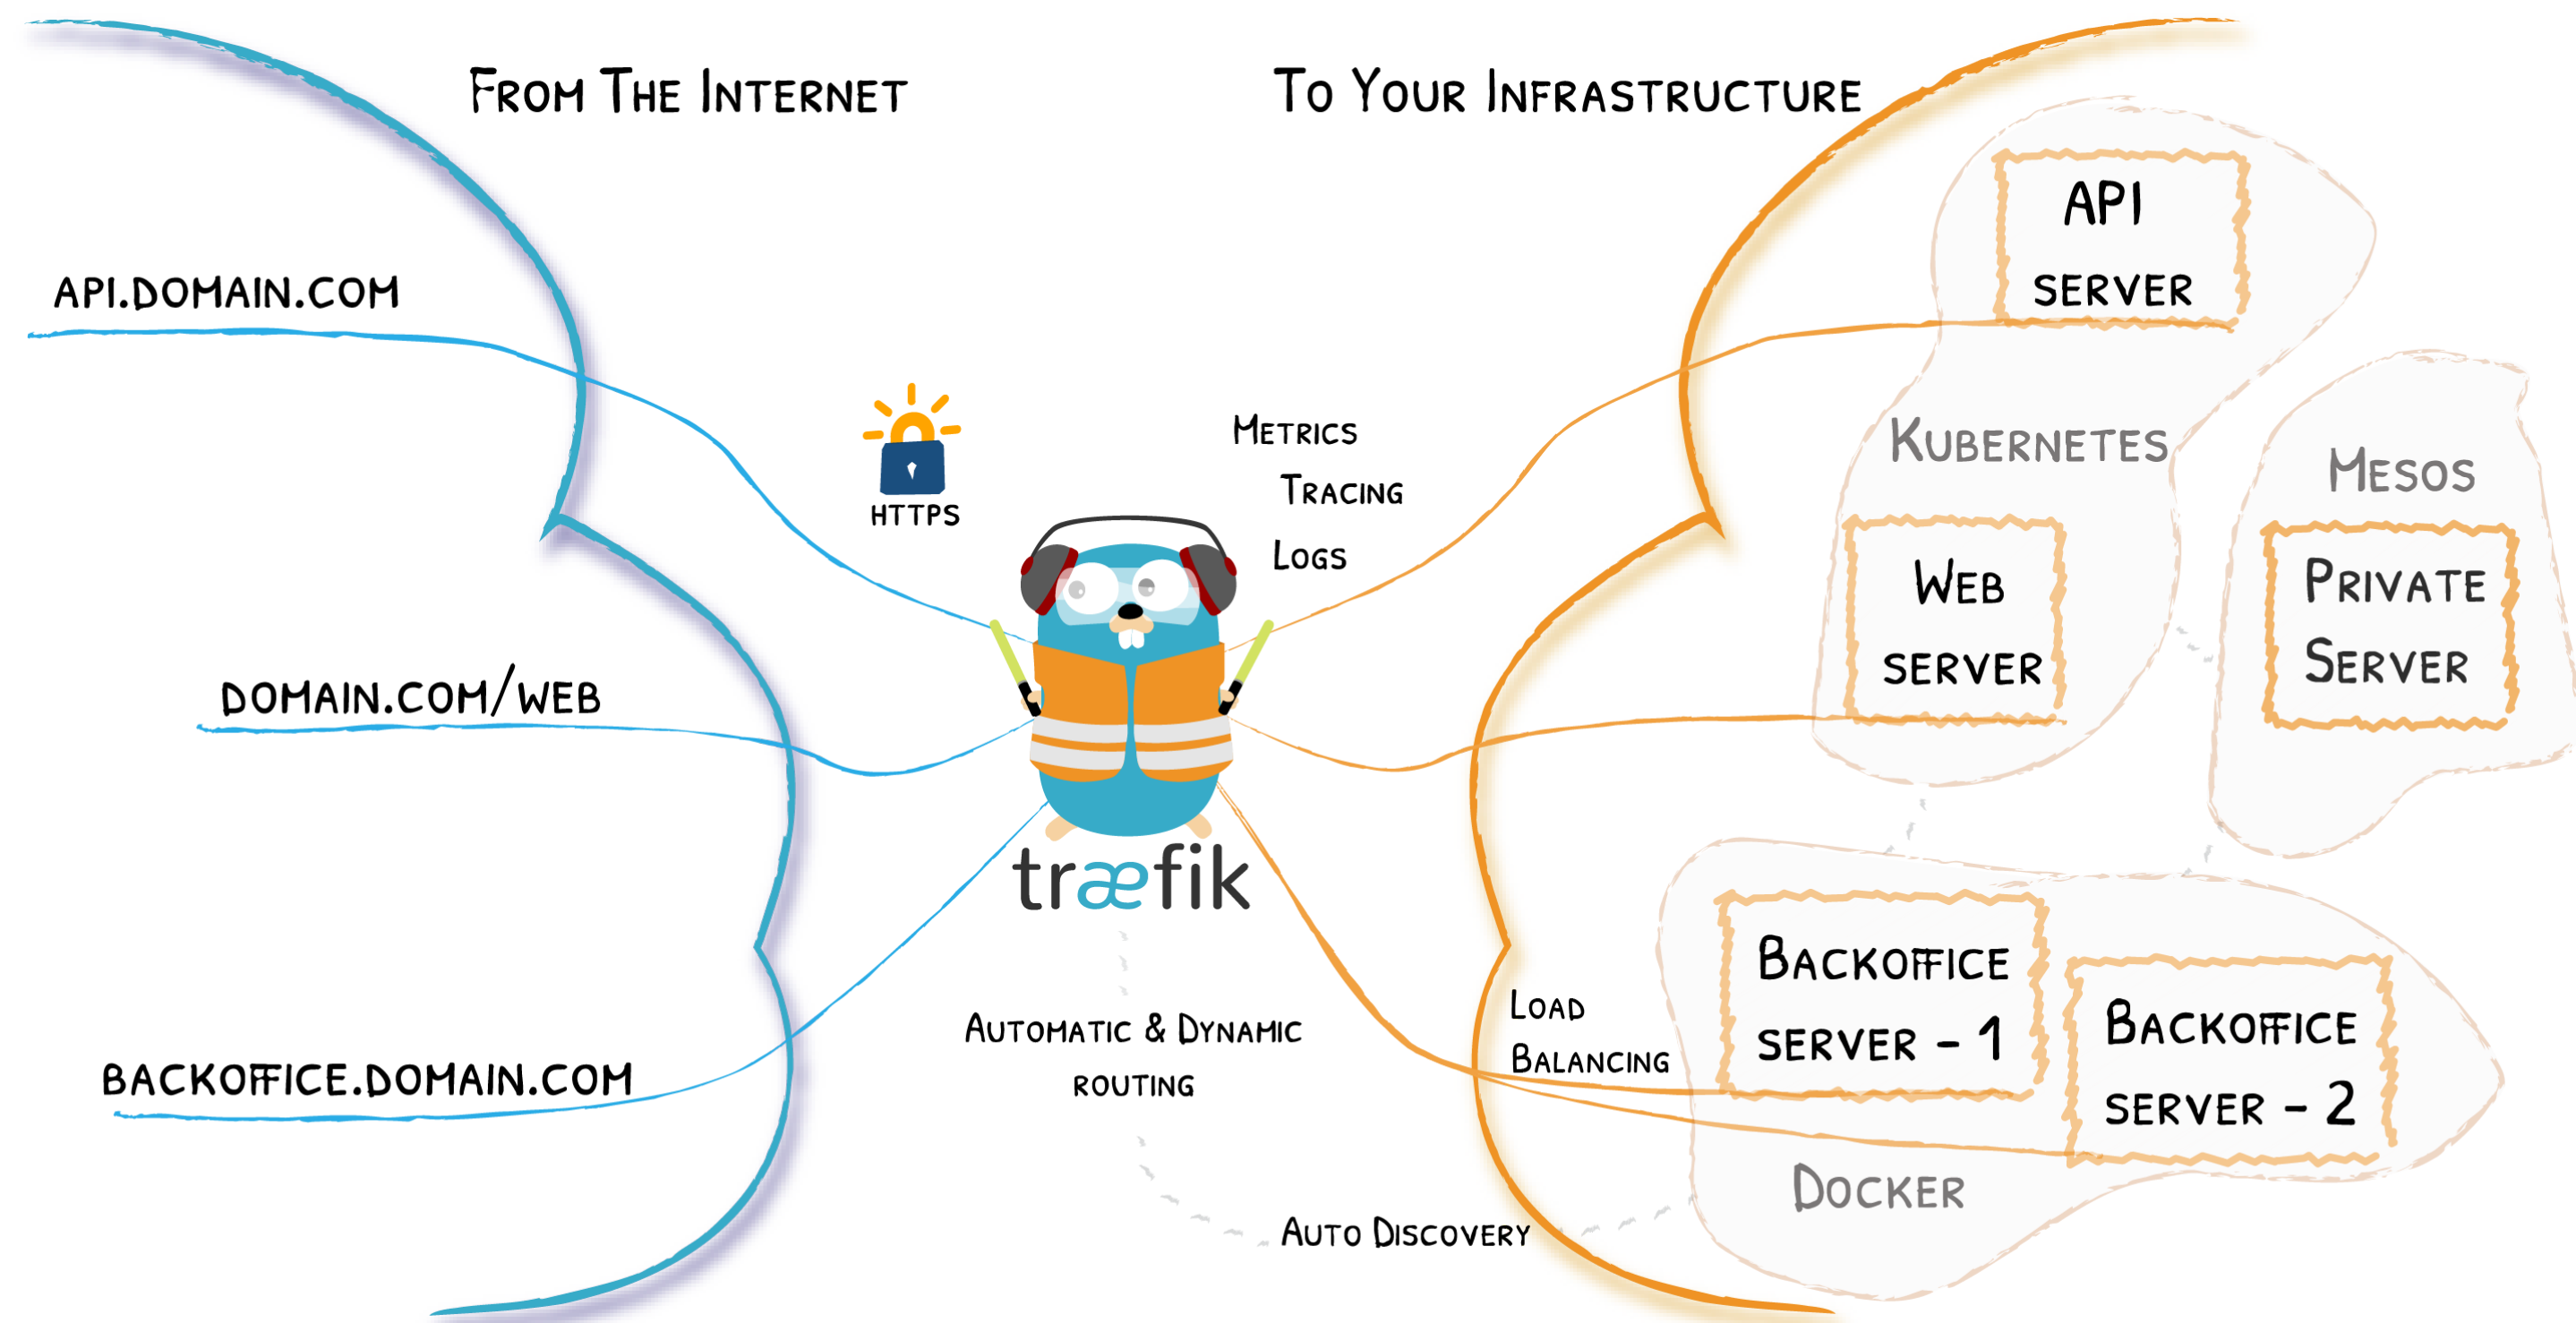 From The Internet
To Your Infrastructure
API
server
api.domain.com
Metrics
Tracing
Logs
HTTPS
Kubernetes
Mesos
Web
server
Private
Server
domain.com/web
træfik
Backoffice
server - 1
Backoffice
server - 2
Load
Balancing
Automatic & Dynamic
routing
backoffice.domain.com
Docker
Auto Discovery